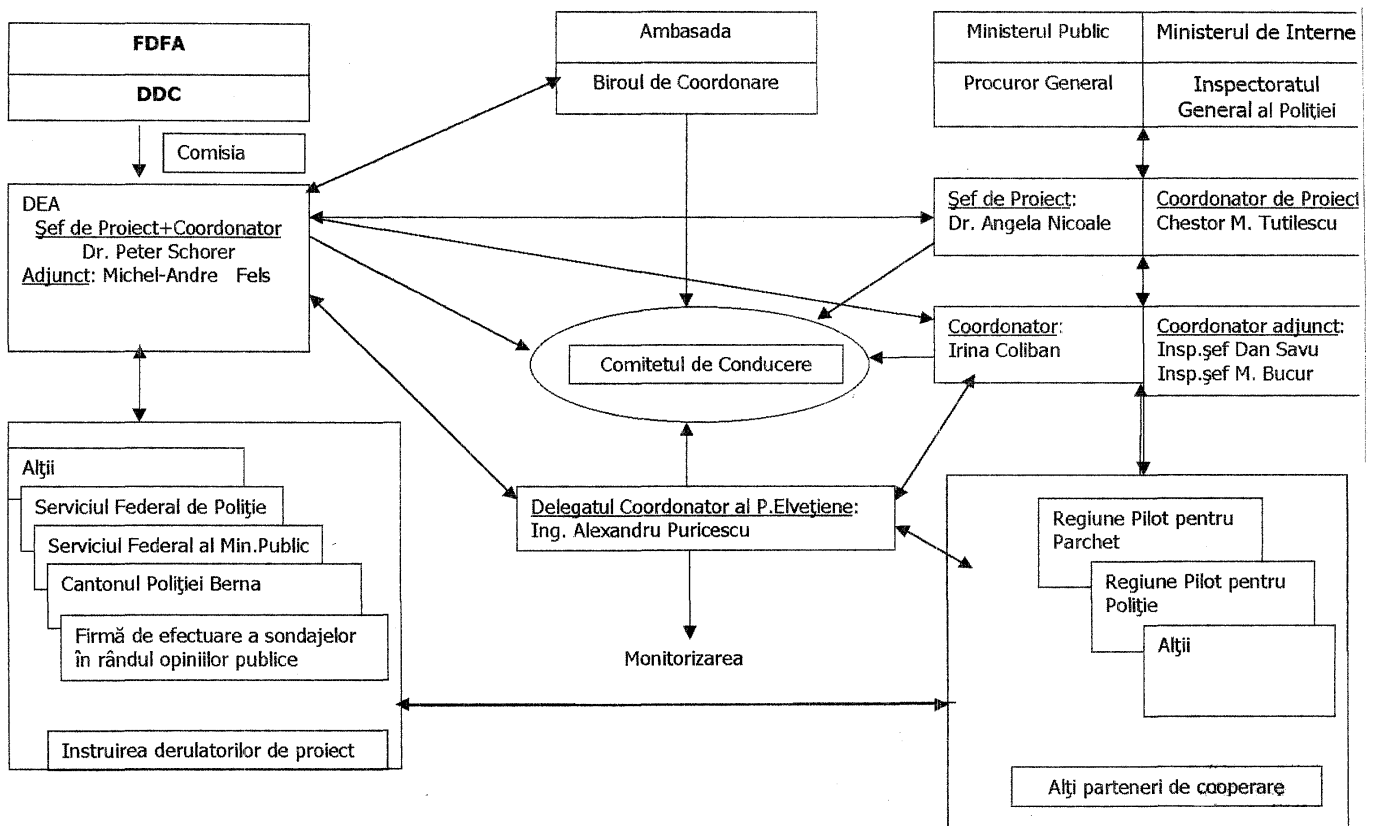 FDFA
DDC
Comisia
DEA
Şef de Proiect+Coordonator
Dr. Peter Schorer
Adjunct: Michel-Andre Fels
Ambasada
Biroul de Coordonare
Ministerul Public
Ministerul de Interne
Procuror General
Inspectoratul
General al Poliţiei
Şef de Proiect:
Dr. Angela Nicoale
Coordonator de Proiect
Chestor M. Tutilescu
Coordonator:
Irina Coliban
Coordonator adjunct:
Insp.şef Dan Savu
Insp.şef M. Bucur
Comitetul de Conducere
Alţii
Serviciul Federal de Poliţie
Serviciul Federal al Min.Public
Cantonul Poliţiei Berna
Firmă de efectuare a sondajelor
în rândul opiniilor publice
Instruirea derulatorilor de proiect
Delegatul Coordonator al P.Elveţiene:
Ing. Alexandru Puricescu
Monitorizarea
Regiune Pilot pentru
Parchet
Regiune Pilot pentru
Poliţie
Alţii
Alţi parteneri de cooperare